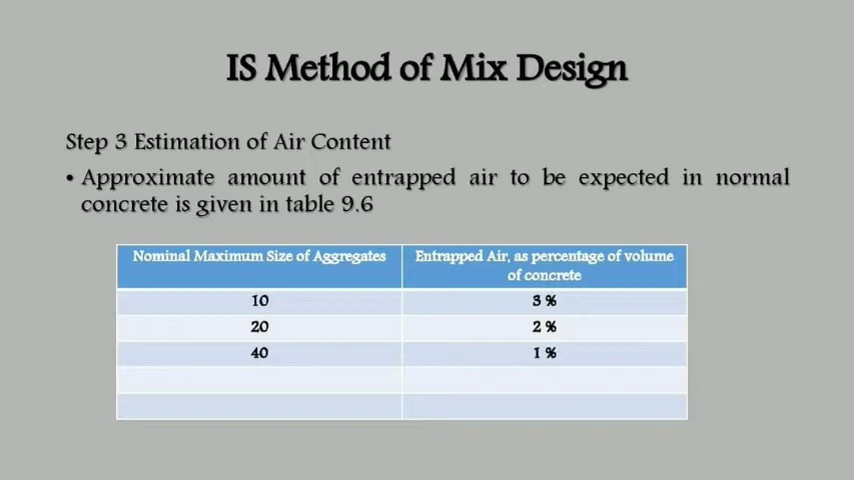 IS Method of Mix Design
Step 3 Estimation of Air Content
• Approximate amount of entrapped air to be expected in normal
concrete is given in table 9.6
Nominal Maximum Size of Aggregates
Entrapped Air, as percentage of volume
of concrete
10
3 %
20
2 %
40
1 %